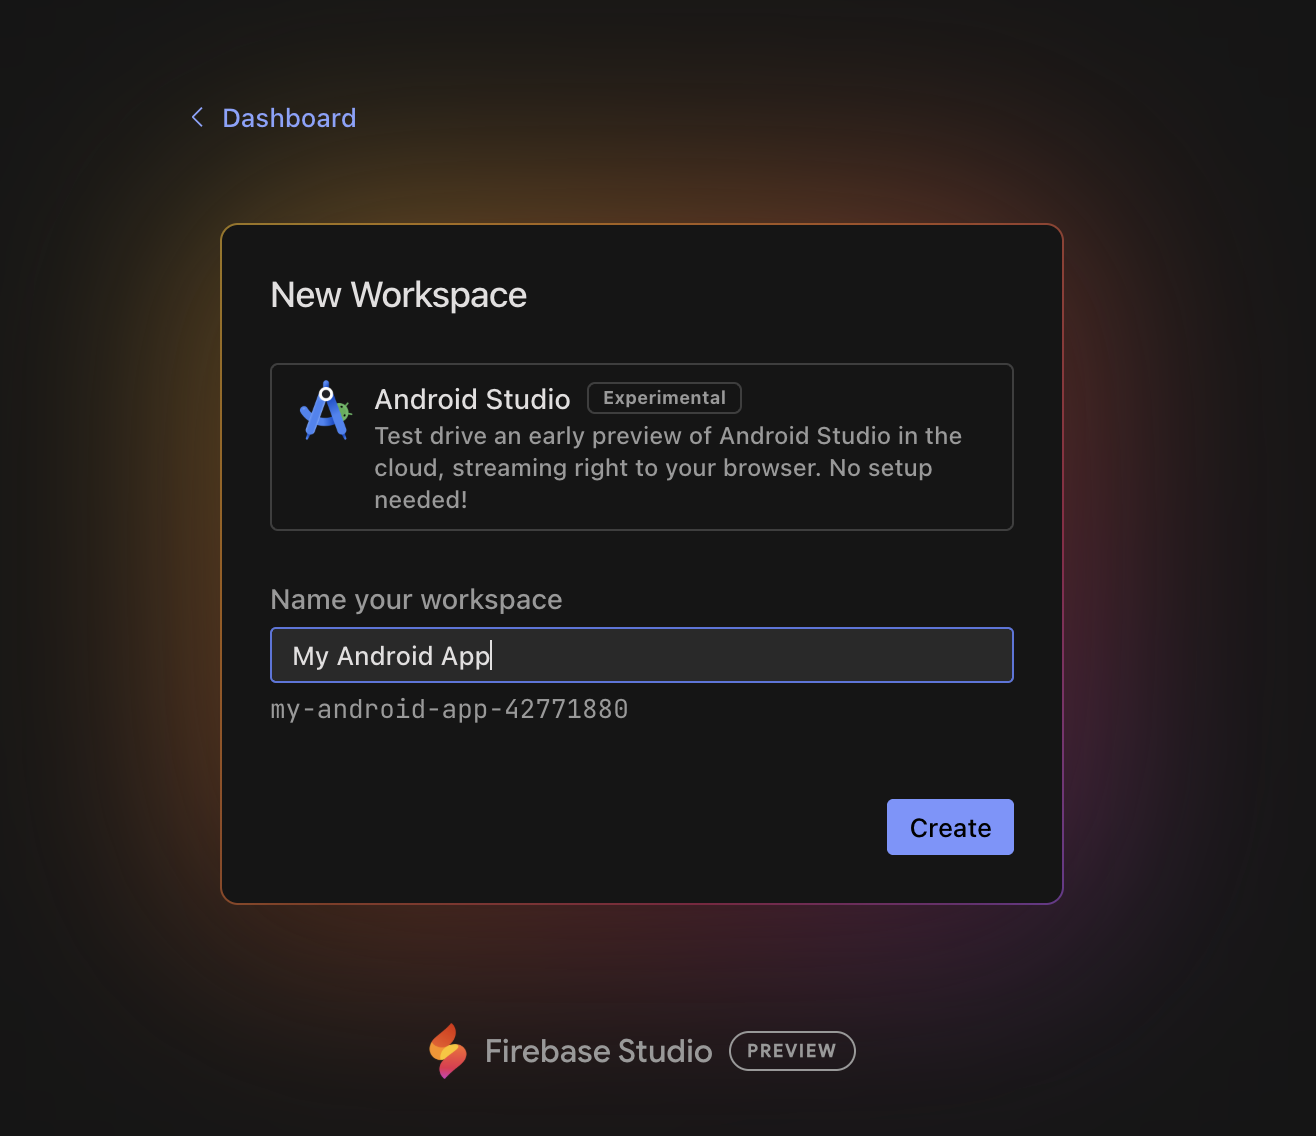 Dashboard
New Workspace
Android Studio Experimental
Test drive an early preview of Android Studio in the
cloud, streaming right to your browser. No setup
needed!
Name your workspace
My Android App
my-android-app-42771880
Create
Firebase Studio PREVIEW